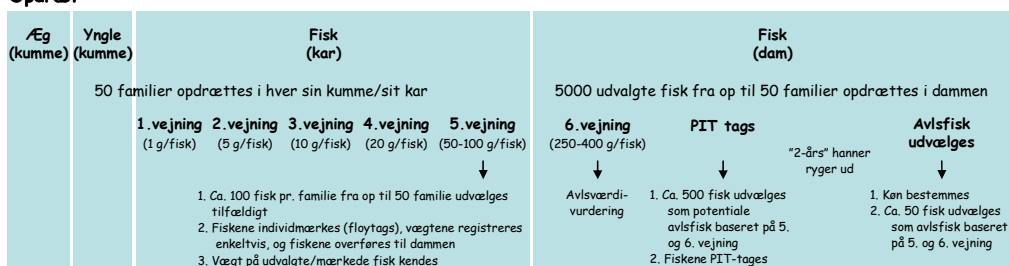 Opdræt
Æg
(kumme)
Yngle
(kumme)
Fisk
(kar)
Fisk
(dam)
50 familier opdrættes i hver sin kumme/sit kar
5000 udvalgte fisk fra op til 50 familier opdrættes i dammen
1.vejning
(1 g/fisk)
2.vejning
(5 g/fisk)
3.vejning
(10 g/fisk)
4.vejning
(20 g/fisk)
5.vejning
(50-100 g/fisk)
1. Ca. 100 fisk pr. familie fra op til 50 familie udvælges
tilfældigt
2. Fiskene individmærkes (floytags), vægtene registreres
enkeltvis, og fiskene overføres til dammen
3. Vægt på udvalgte/mærkede fisk kendes
6.vejning
(250-400 g/fisk)
Avlsværdi-
vurdering
PIT tags
1. Ca. 500 fisk udvælges
som potentiale
avlsfisk baseret på 5.
og 6. vejning
2. Fiskene PIT-tages
"2-års" hanner
ryger ud
Avlsfisk
udvælges
1. Køn bestemmes
2. Ca. 50 fisk udvælges
som avlsfisk baseret
på 5. og 6. vejning